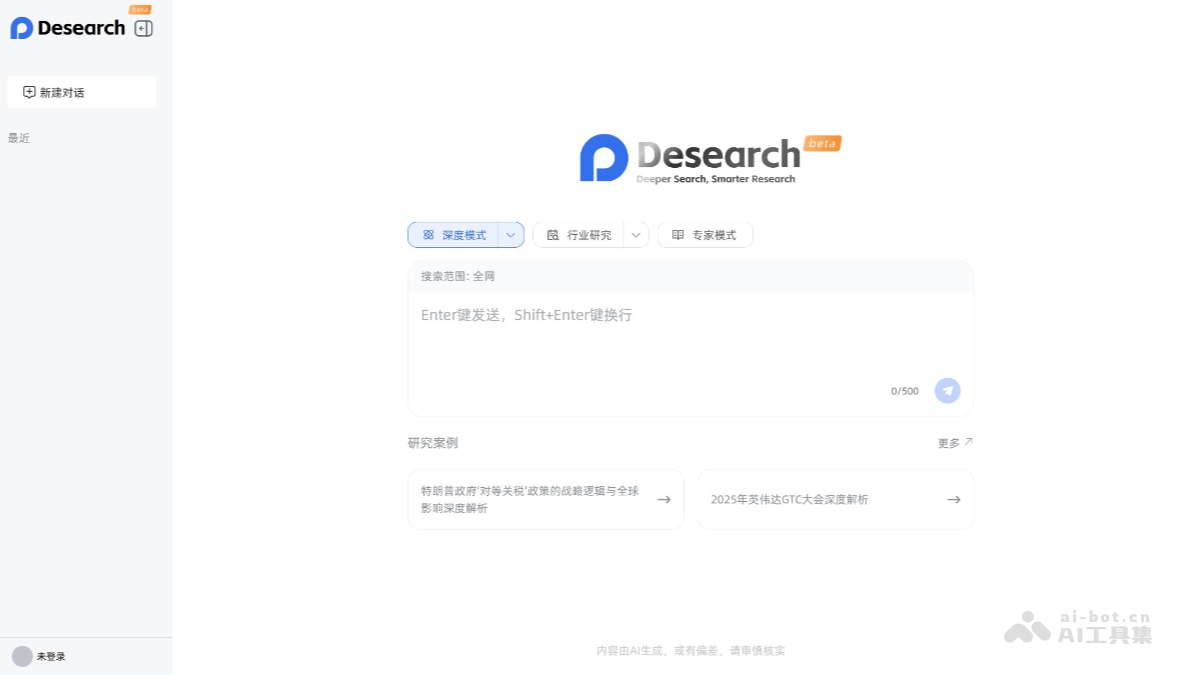 beta
Desearch
新建对话
最近
Desearch beta
Deeper Search, Smarter Research
深度模式 行业研究 专家模式
搜索范围: 全网
Enter键发送，Shift+Enter键换行
0/500
研究案例 更多
特朗普政府‘对等关税’政策的战略逻辑与全球
影响深度解析
2025年英伟达GTC大会深度解析
ai-bot.cn
AI工具集
内容由AI生成，或有偏差，请审慎核实
未登录